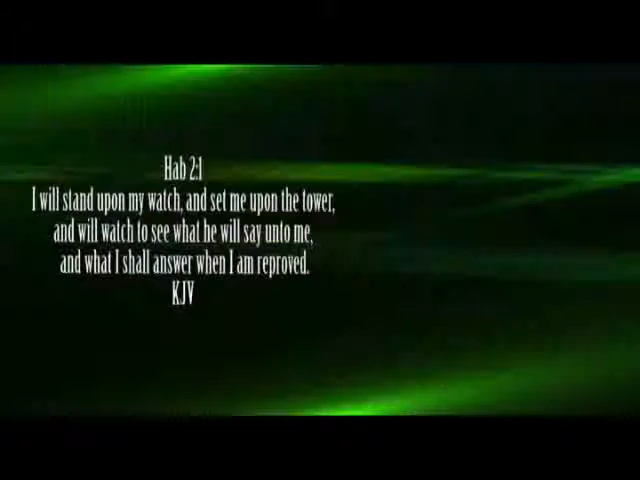 Hab 2:1
I will stand upon my watch, and set me upon the tower,
and will watch to see what he will say unto me,
and what I shall answer when I am reproved.
KJV